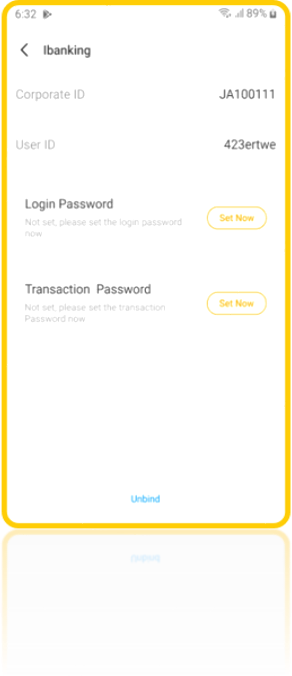 6:32 89%
Ibanking
Corporate ID JA100111
User ID 423ertwe
Login Password
Not set, please set the login password
now
Set Now
Transaction Password
Not set, please set the transaction
Password now
Set Now
Unbind